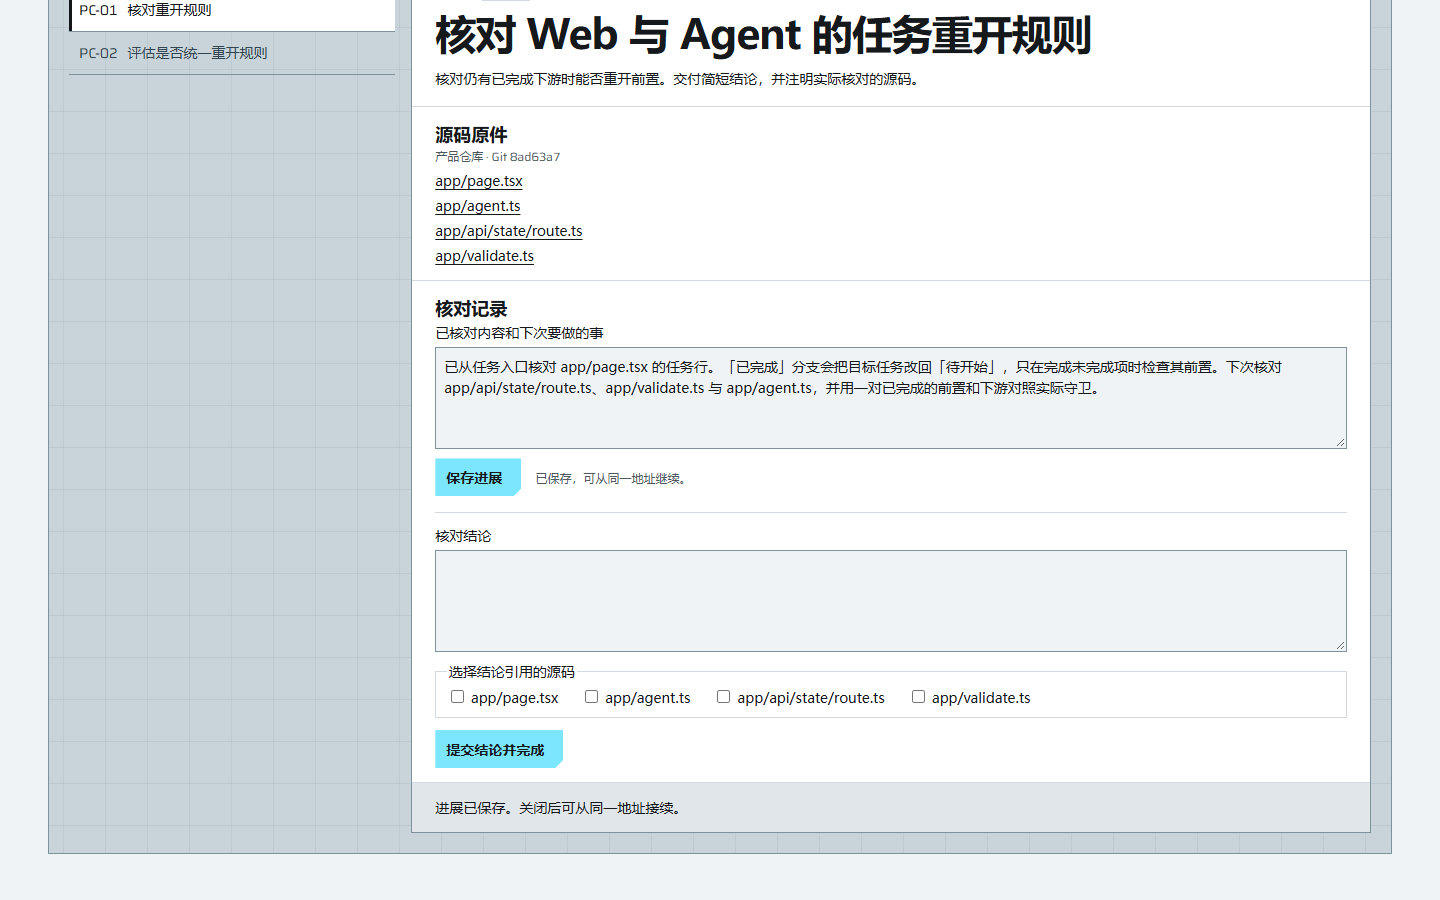 PC-01 核对重开规则
PC-02 评估是否统一重开规则
核对 Web 与 Agent 的任务重开规则
核对仍有已完成下游时能否重开前置。交付简短结论，并注明实际核对的源码。
源码原件
产品仓库 · Git 8ad63a7
app/page.tsx
app/agent.ts
app/api/state/route.ts
app/validate.ts
核对记录
已核对内容和下次要做的事
已从任务入口核对 app/page.tsx 的任务行。「已完成」分支会把目标任务改回「待开始」，只在完成未完成项时检查其前置。下次核对
app/api/state/route.ts、app/validate.ts 与 app/agent.ts，并用一对已完成的前置和下游对照实际守卫。
保存进展 已保存，可从同一地址继续。
核对结论
选择结论引用的源码
app/page.tsx app/agent.ts app/api/state/route.ts app/validate.ts
提交结论并完成
进展已保存。关闭后可从同一地址接续。